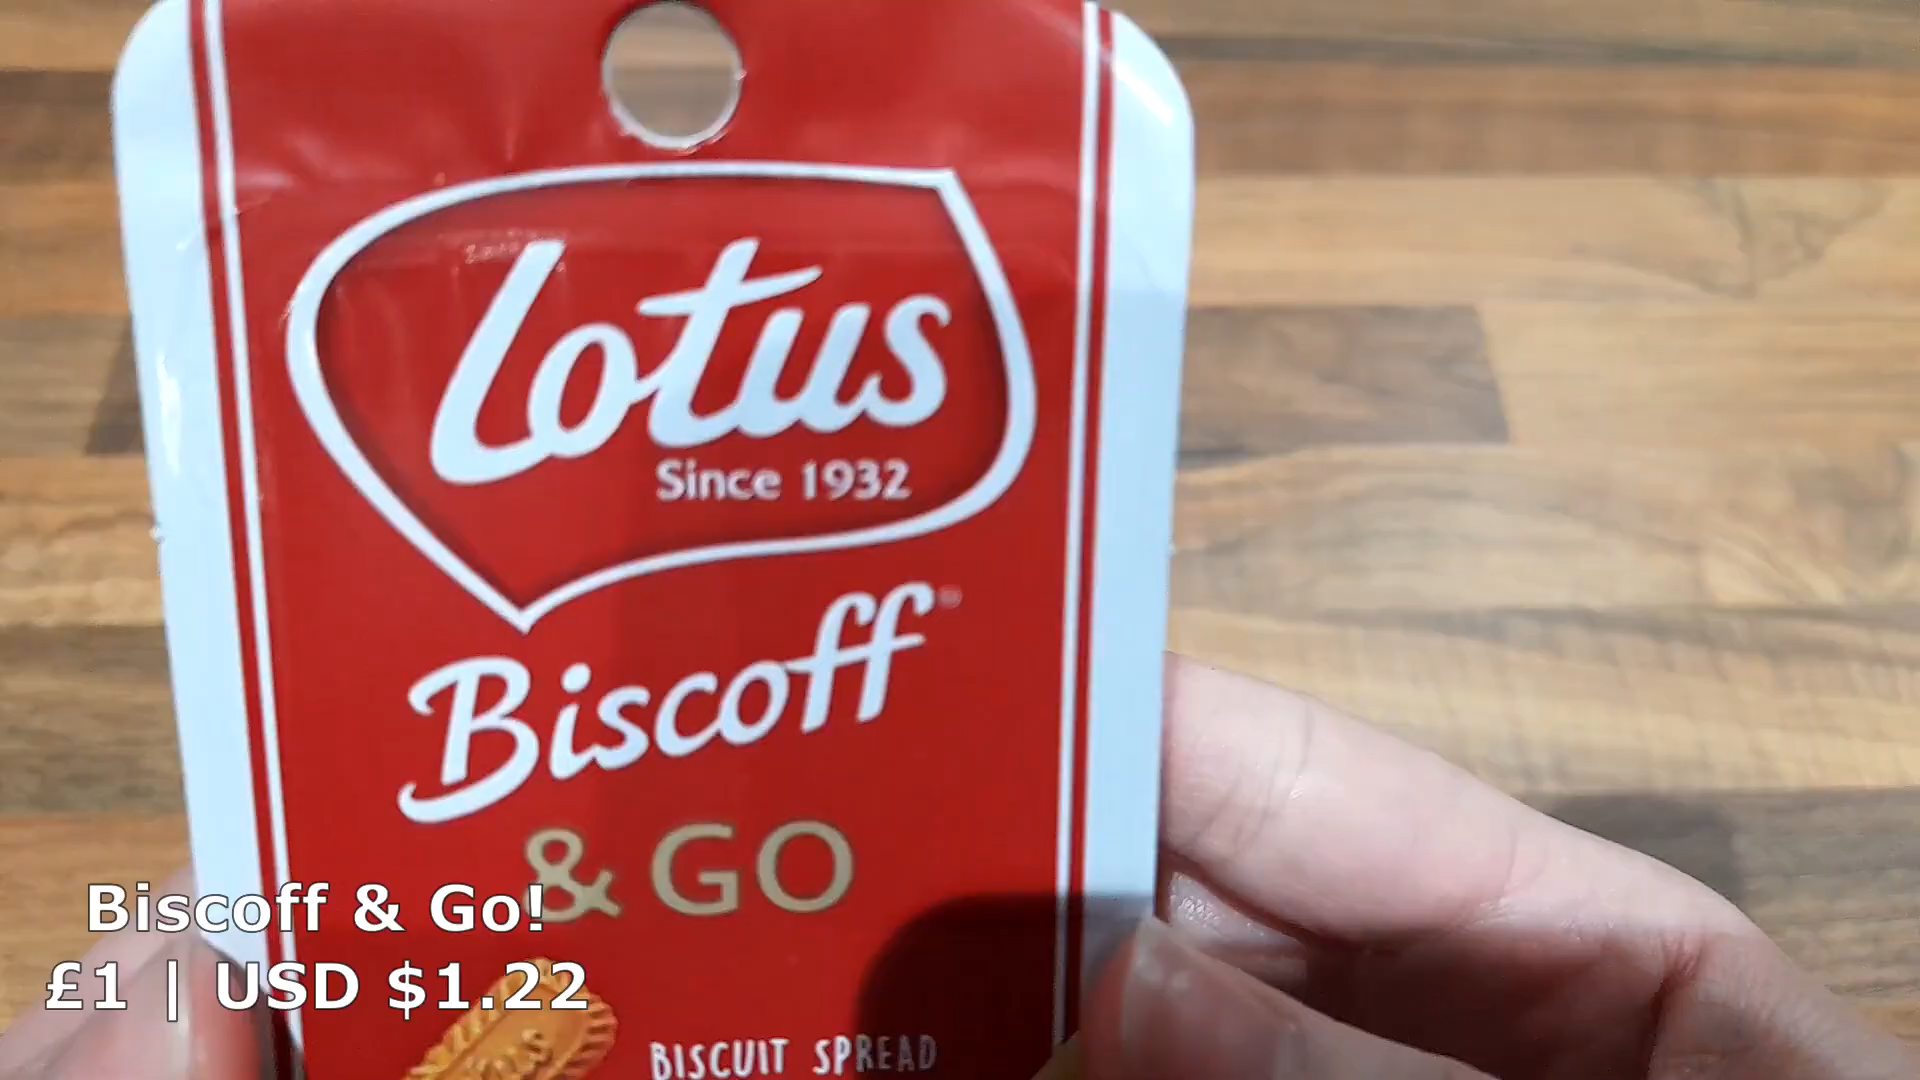 Lotus
Since 1932
Biscoff
& GO
Biscoff & Go!
£1 | USD $1.22
BISCUIT SPREAD